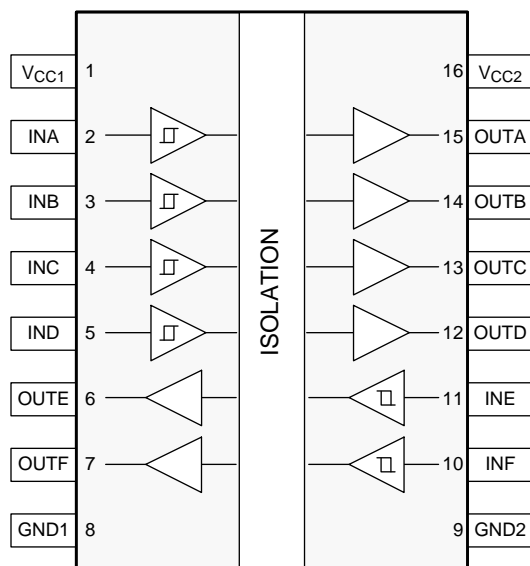 VCC1 1 16 VCC2
INA 2 15 OUTA
INB 3 14 OUTB
INC 4 13 OUTC
IND 5 12 OUTD
OUTE 6 11 INE
OUTF 7 10 INF
GND1 8 9 GND2
ISOLATION